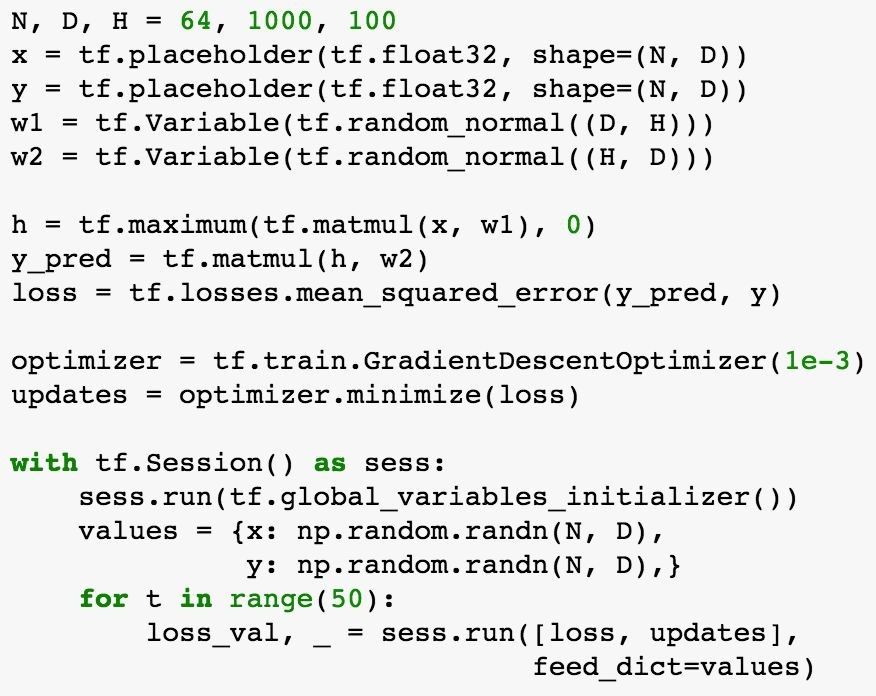 N, D, H = 64, 1000, 100
x = tf.placeholder(tf.float32, shape=(N, D))
y = tf.placeholder(tf.float32, shape=(N, D))
w1 = tf.Variable(tf.random_normal((D, H)))
w2 = tf.Variable(tf.random_normal((H, D)))

h = tf.maximum(tf.matmul(x, w1), 0)
y_pred = tf.matmul(h, w2)
loss = tf.losses.mean_squared_error(y_pred, y)

optimizer = tf.train.GradientDescentOptimizer(1e-3)
updates = optimizer.minimize(loss)

with tf.Session() as sess:
    sess.run(tf.global_variables_initializer())
    values = {x: np.random.randn(N, D),
              y: np.random.randn(N, D),}
    for t in range(50):
        loss_val, _ = sess.run([loss, updates],
                               feed_dict=values)